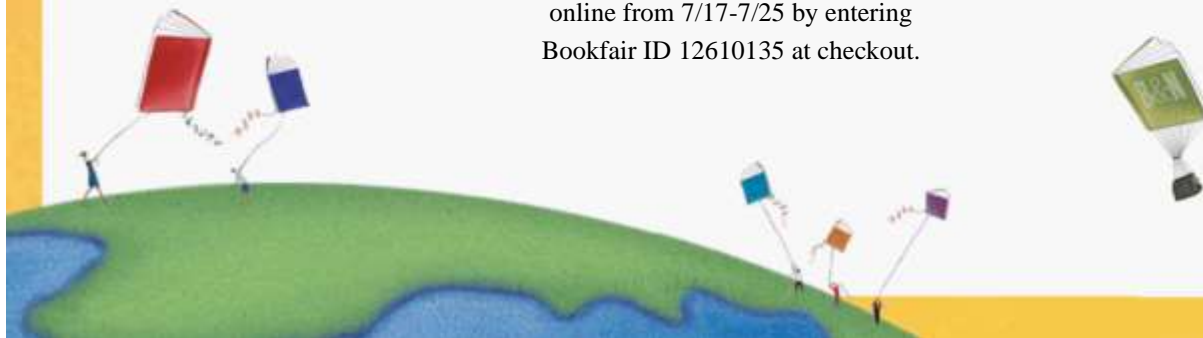 online from 7/17-7/25 by entering
Bookfair ID 12610135 at checkout.
B&N